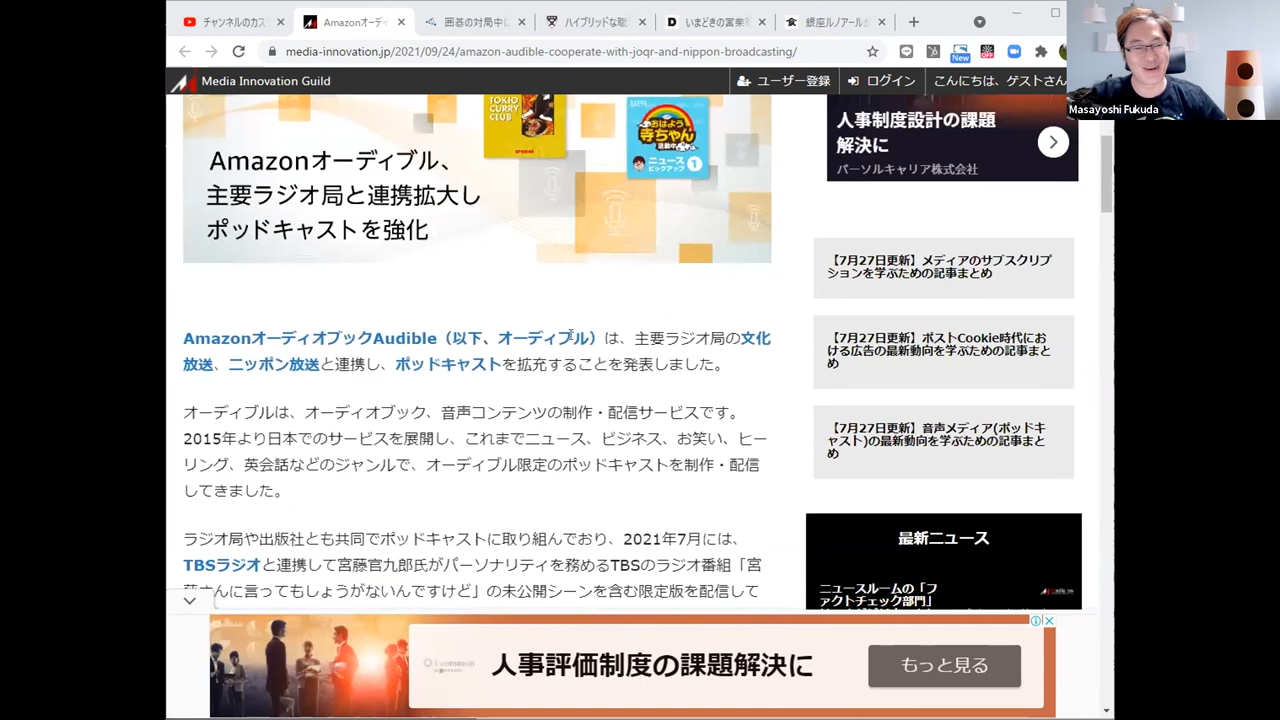 チャンネルのカス
Amazonオーディ
囲碁の対局中に
ハイブリッドな職
いまどきの営業職
銀座ルノアールが
media-innovation.jp/2021/09/24/amazon-audible-cooperate-with-joqr-and-nippon-broadcasting/
New
Masayoshi Fukuda
Media Innovation Guild
ユーザー登録
ログイン
こんにちは、ゲストさん
TOKIO
CURRY
CLUB
おはよう
寺ちゃん
活動中
ニュース
ピックアップ
1
Amazonオーディブル、
主要ラジオ局と連携拡大し
ポッドキャストを強化
人事制度設計の課題
解決に
パーソルキャリア株式会社
AmazonオーディオブックAudible（以下、オーディブル）は、主要ラジオ局の文化
放送、ニッポン放送と連携し、ポッドキャストを拡充することを発表しました。
オーディブルは、オーディオブック、音声コンテンツの制作・配信サービスです。
2015年より日本でのサービスを展開し、これまでニュース、ビジネス、お笑い、ヒー
リング、英会話などのジャンルで、オーディブル限定のポッドキャストを制作・配信
してきました。
ラジオ局や出版社とも共同でポッドキャストに取り組んでおり、2021年7月には、
TBSラジオと連携して宮藤官九郎氏がパーソナリティを務めるTBSのラジオ番組「宮
藤さんに言ってもしょうがないんですけど」の未公開シーンを含む限定版を配信して
【7月27日更新】メディアのサブスクリプ
ションを学ぶための記事まとめ
【7月27日更新】ポストCookie時代にお
ける広告の最新動向を学ぶための記事まと
め
【7月27日更新】音声メディア(ポッドキ
ャスト)の最新動向を学ぶための記事まと
め
最新ニュース
ニュースルームの「フ
ァクトチェック部門」
i-common
人事評価制度の課題解決に
もっと見る